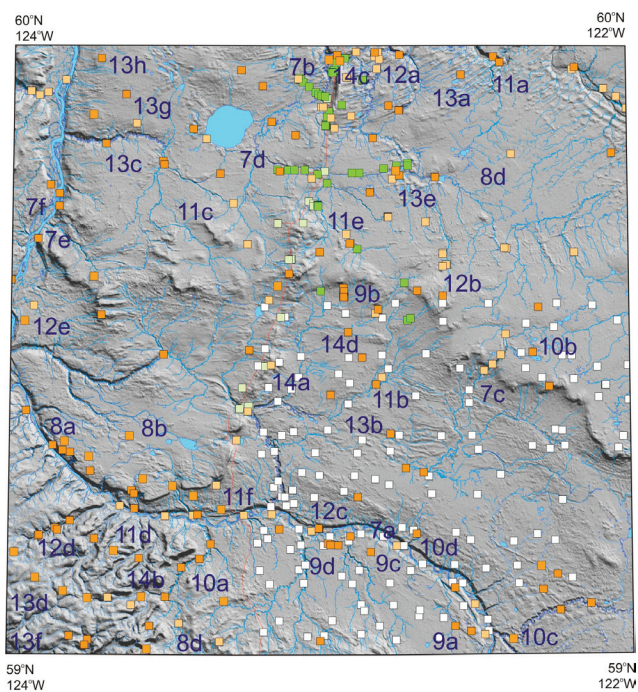 60°N
124°W
60°N
122°W
13h
7b
14c
12a
11a
13a
13g
13c
7d
8d
13e
7f
11c
11e
7e
12b
9b
12e
14d
10b
14a
11b
7c
8a
8b
13b
11f
12c
7a
12d
11d
10d
9d
9c
14b
10a
13d
13f
8d
9a
10c
59°N
124°W
59°N
122°W